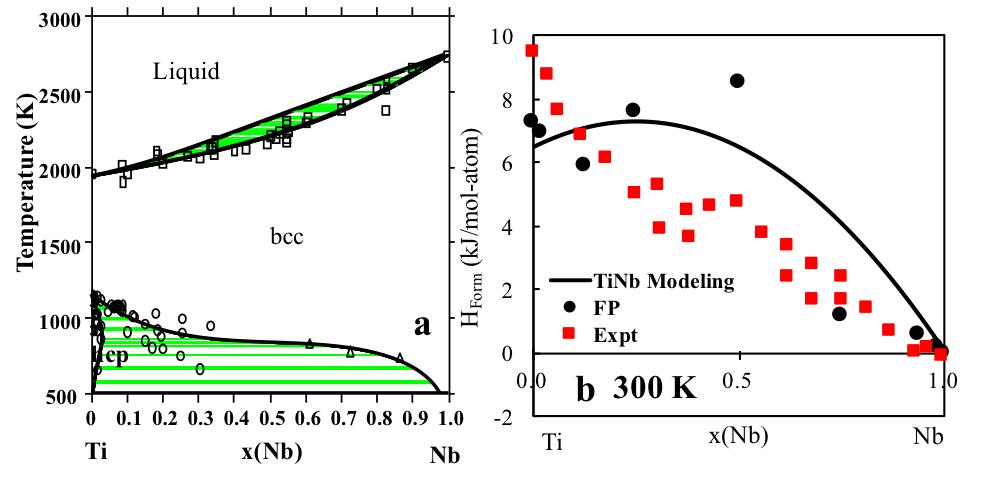 3000
2500
2000
1500
1000
500
Temperature (K)
Liquid
bcc
a
hcp
0 0.1 0.2 0.3 0.4 0.5 0.6 0.7 0.8 0.9 1.0
Ti x(Nb) Nb
10
8
6
4
2
0
-2
H_Form (kJ/mol-atom)
TiNb Modeling
FP
Expt
0.0 0.5 1.0
b 300 K
Ti x(Nb) Nb